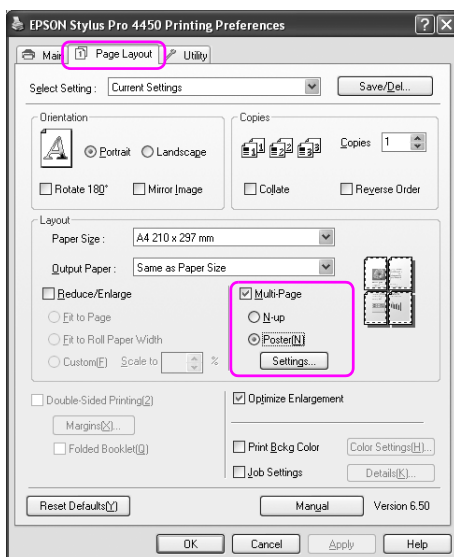 EPSON Stylus Pro 4450 Printing Preferences
Main Page Layout Utility
Select Setting : Current Settings Save/Del...
Orientation
Copies
Portrait Landscape
Copies 1
Rotate 180° Mirror Image
Collate Reverse Order
Layout
Paper Size : A4 210 x 297 mm
Output Paper : Same as Paper Size
Reduce/Enlarge
Multi-Page
Fit to Page
N-up
Fit to Roll Paper Width
Poster(N)
Custom(F) Scale to %
Settings...
Double-Sided Printing(2)
Optimize Enlargement
Margins(X)...
Folded Booklet(Q)
Print Bckg Color Color Settings(H)...
Job Settings Details(K)...
Reset Defaults(Y) Manual Version 6.50
OK Cancel Apply Help